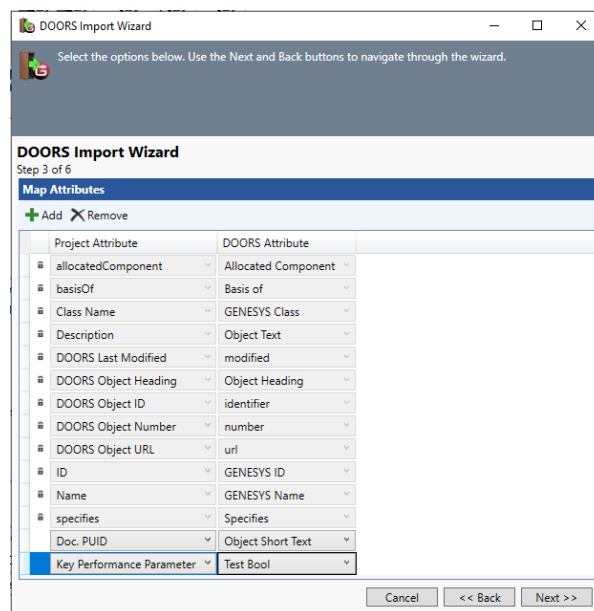 DOORS Import Wizard
Select the options below. Use the Next and Back buttons to navigate through the wizard.
DOORS Import Wizard
Step 3 of 6
Map Attributes
Add Remove
Project Attribute DOORS Attribute
allocatedComponent Allocated Component
basisOf Basis of
Class Name GENESYS Class
Description Object Text
DOORS Last Modified modified
DOORS Object Heading Object Heading
DOORS Object ID identifier
DOORS Object Number number
DOORS Object URL url
ID GENESYS ID
Name GENESYS Name
specifies Specifies
Doc. PUID Object Short Text
Key Performance Parameter Test Bool
Cancel << Back Next >>